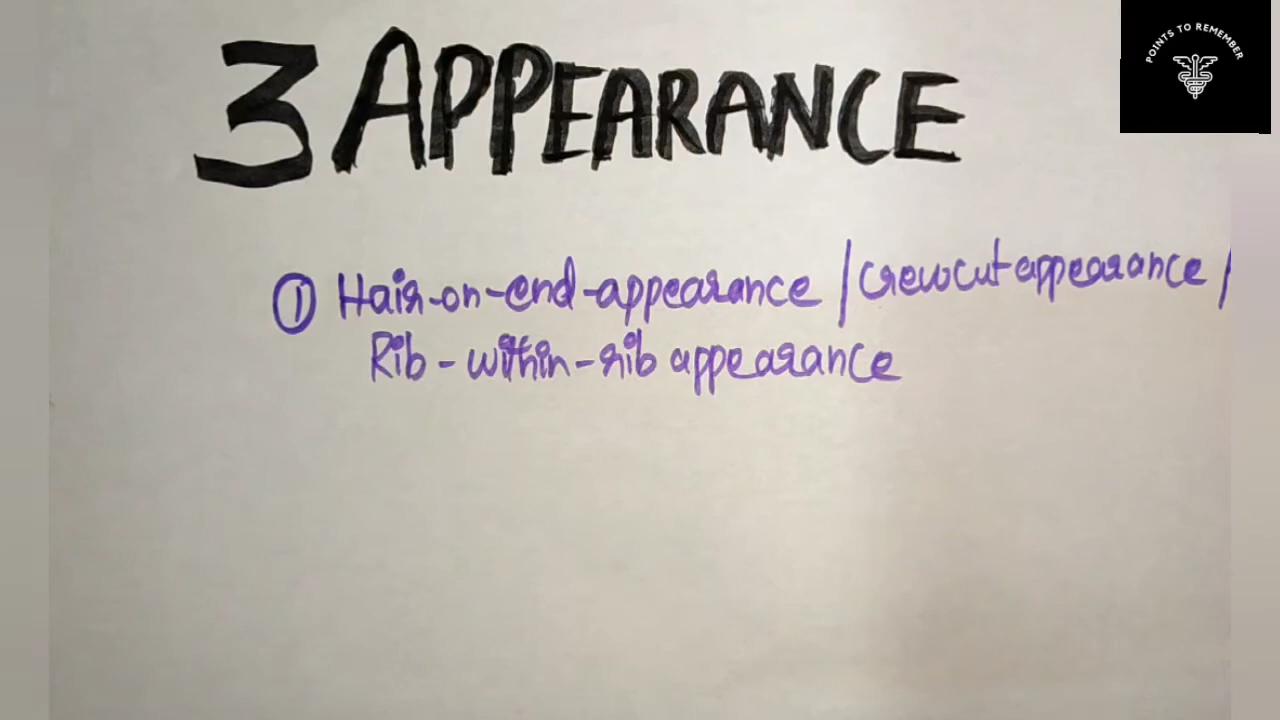 3 APPEARANCE
POINTS TO REMEMBER
① Hair-on-end-appearance / crewcut appearance /
Rib-within-rib appearance